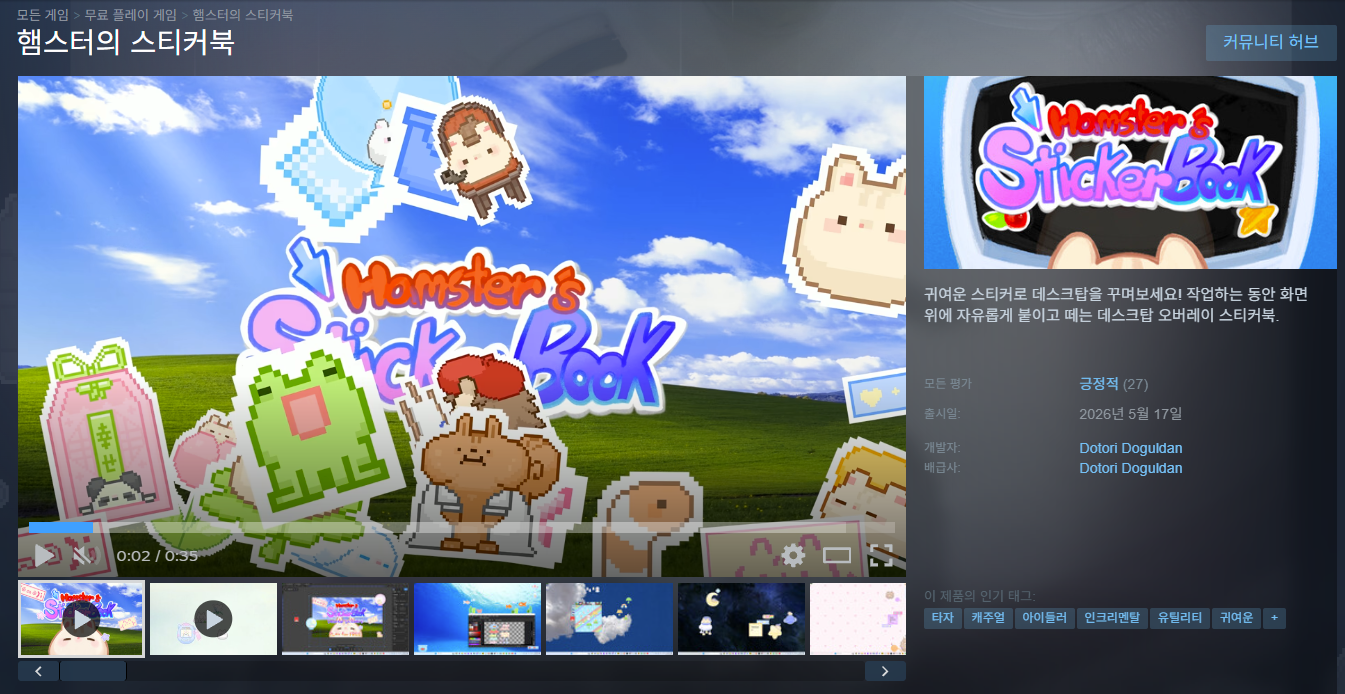 모든 게임 > 무료 플레이 게임 > 햄스터의 스티커북
햄스터의 스티커북
커뮤니티 허브
Hamster's
StickerBook
幸
せ
0:02 / 0:35
Hamster's
StickerBook
귀여운 스티커로 데스크탑을 꾸며보세요! 작업하는 동안 화면
위에 자유롭게 붙이고 떼는 데스크탑 오버레이 스티커북.
모든 평가 긍정적 (27)
출시일: 2026년 5월 17일
개발자: Dotori Doguldan
배급사: Dotori Doguldan
이 제품의 인기 태그:
타자 캐주얼 아이들러 인크리멘탈 유틸리티 귀여운 +